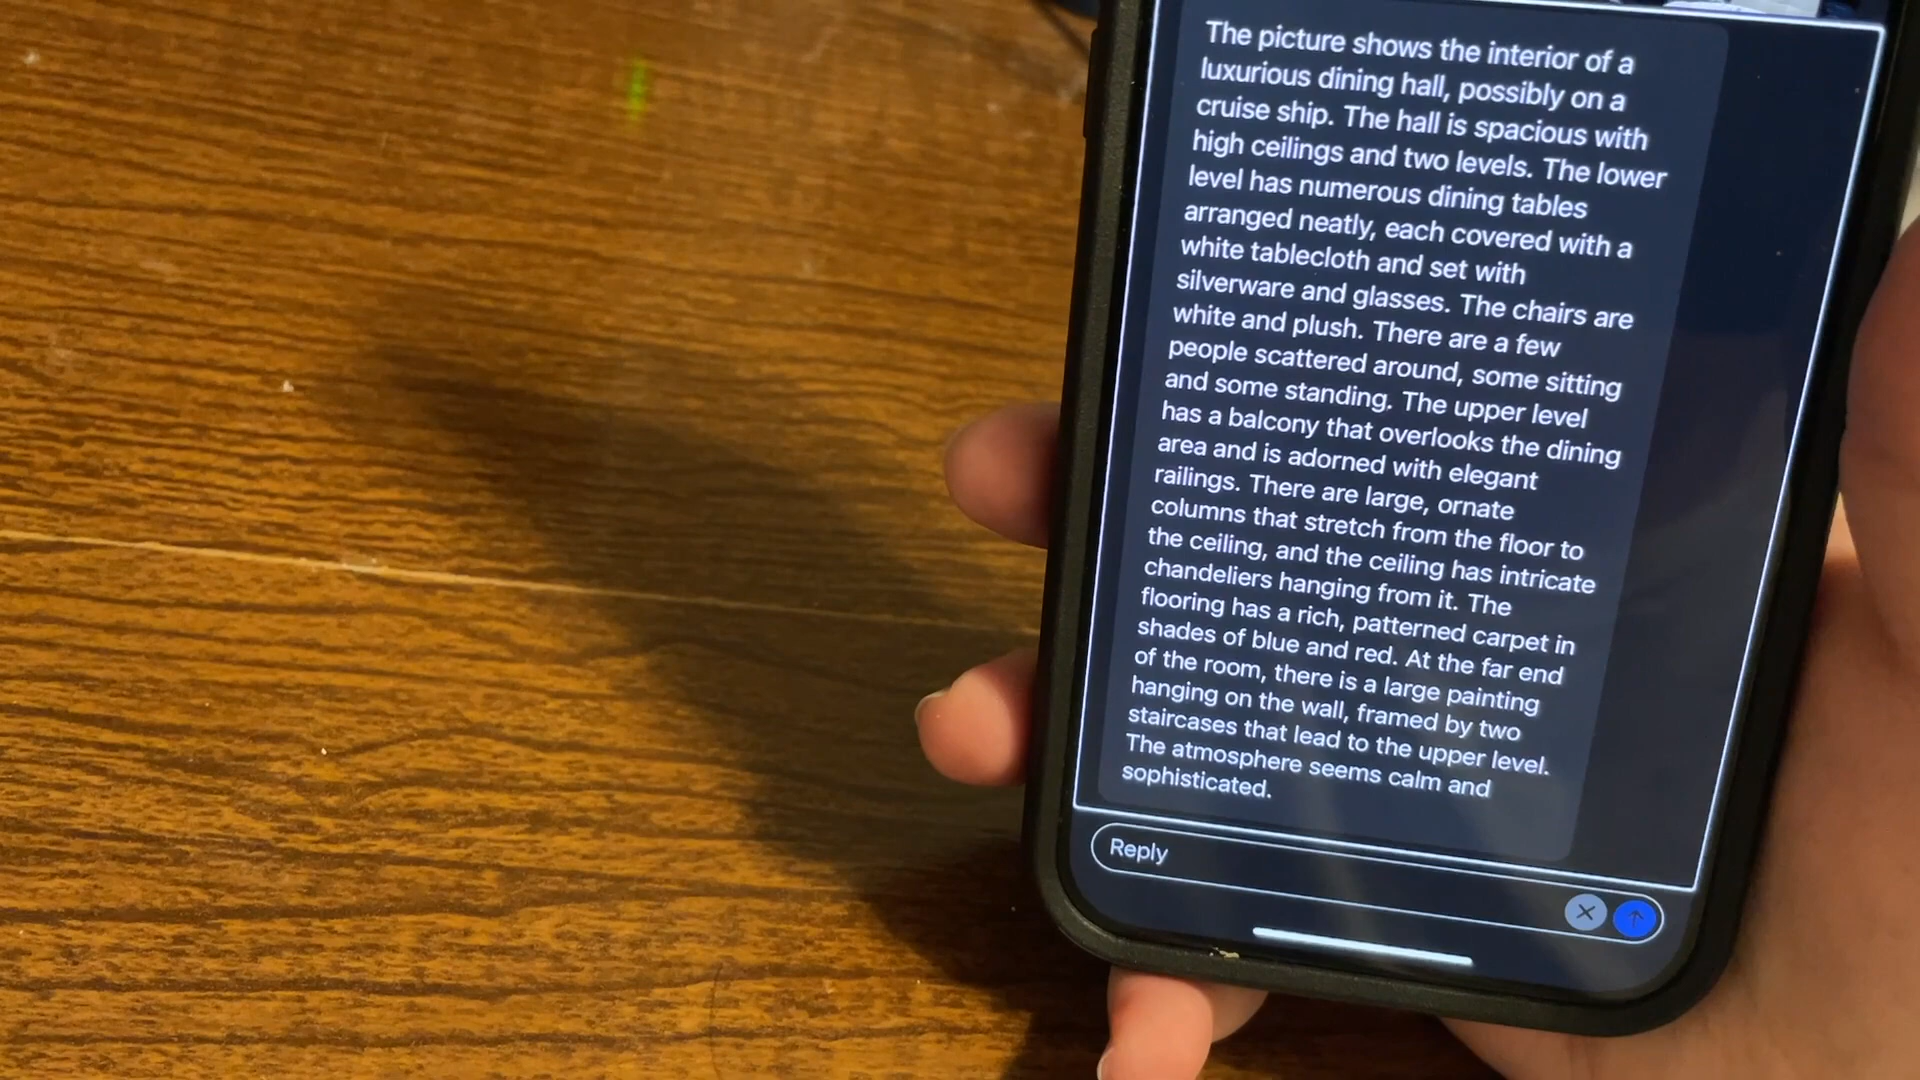 The picture shows the interior of a
luxurious dining hall, possibly on a
cruise ship. The hall is spacious with
high ceilings and two levels. The lower
level has numerous dining tables
arranged neatly, each covered with a
white tablecloth and set with
silverware and glasses. The chairs are
white and plush. There are a few
people scattered around, some sitting
and some standing. The upper level
has a balcony that overlooks the dining
area and is adorned with elegant
railings. There are large, ornate
columns that stretch from the floor to
the ceiling, and the ceiling has intricate
chandeliers hanging from it. The
flooring has a rich, patterned carpet in
shades of blue and red. At the far end
of the room, there is a large painting
hanging on the wall, framed by two
staircases that lead to the upper level.
The atmosphere seems calm and
sophisticated.
Reply